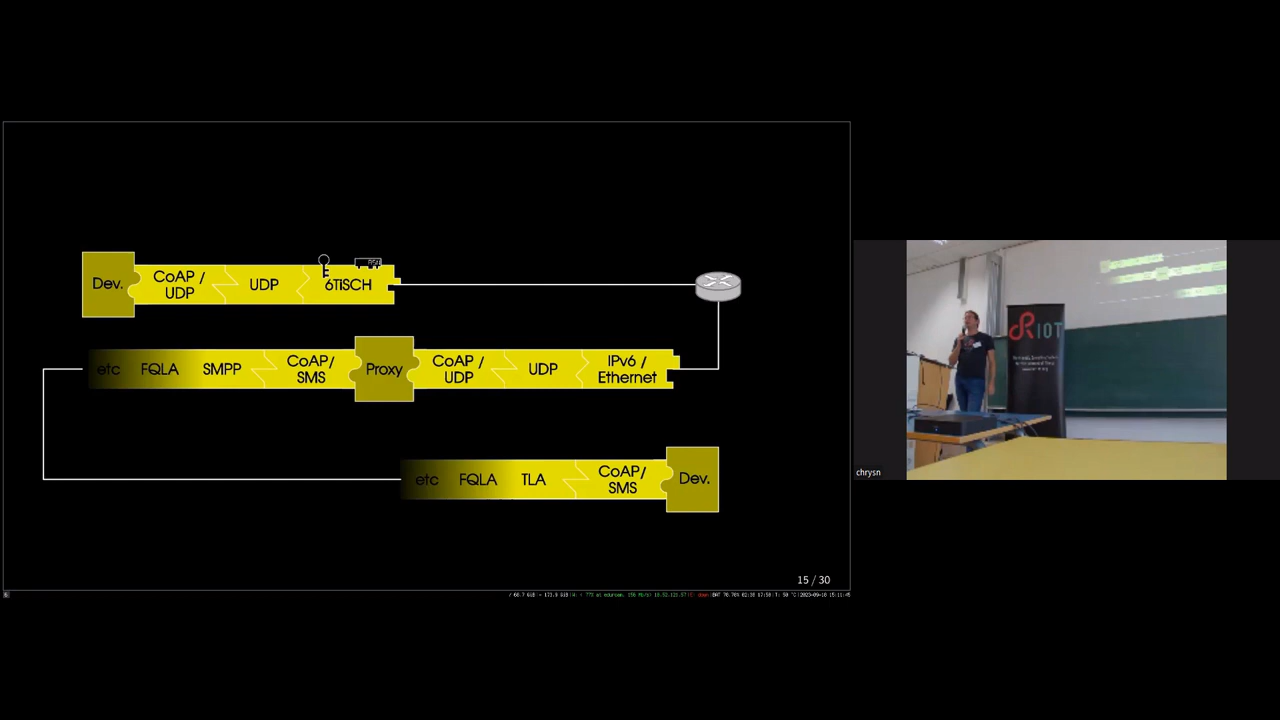 Dev.
CoAP /
UDP
UDP
6TiSCH
etc
FQLA
SMPP
CoAP/
SMS
Proxy
CoAP /
UDP
UDP
IPv6 /
Ethernet
etc
FQLA
TLA
CoAP/
SMS
Dev.
15 / 30
RIOT
chrysn